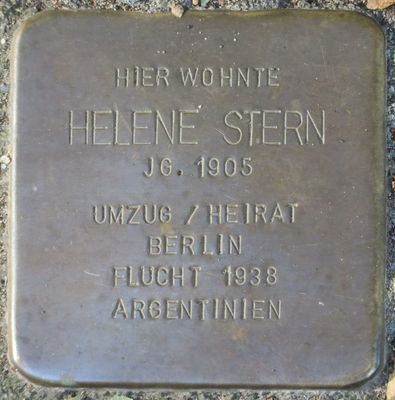 HIER WOHNTE
HELENE STERN
JG. 1905
UMZUG / HEIRAT
BERLIN
FLUCHT 1938
ARGENTINIEN